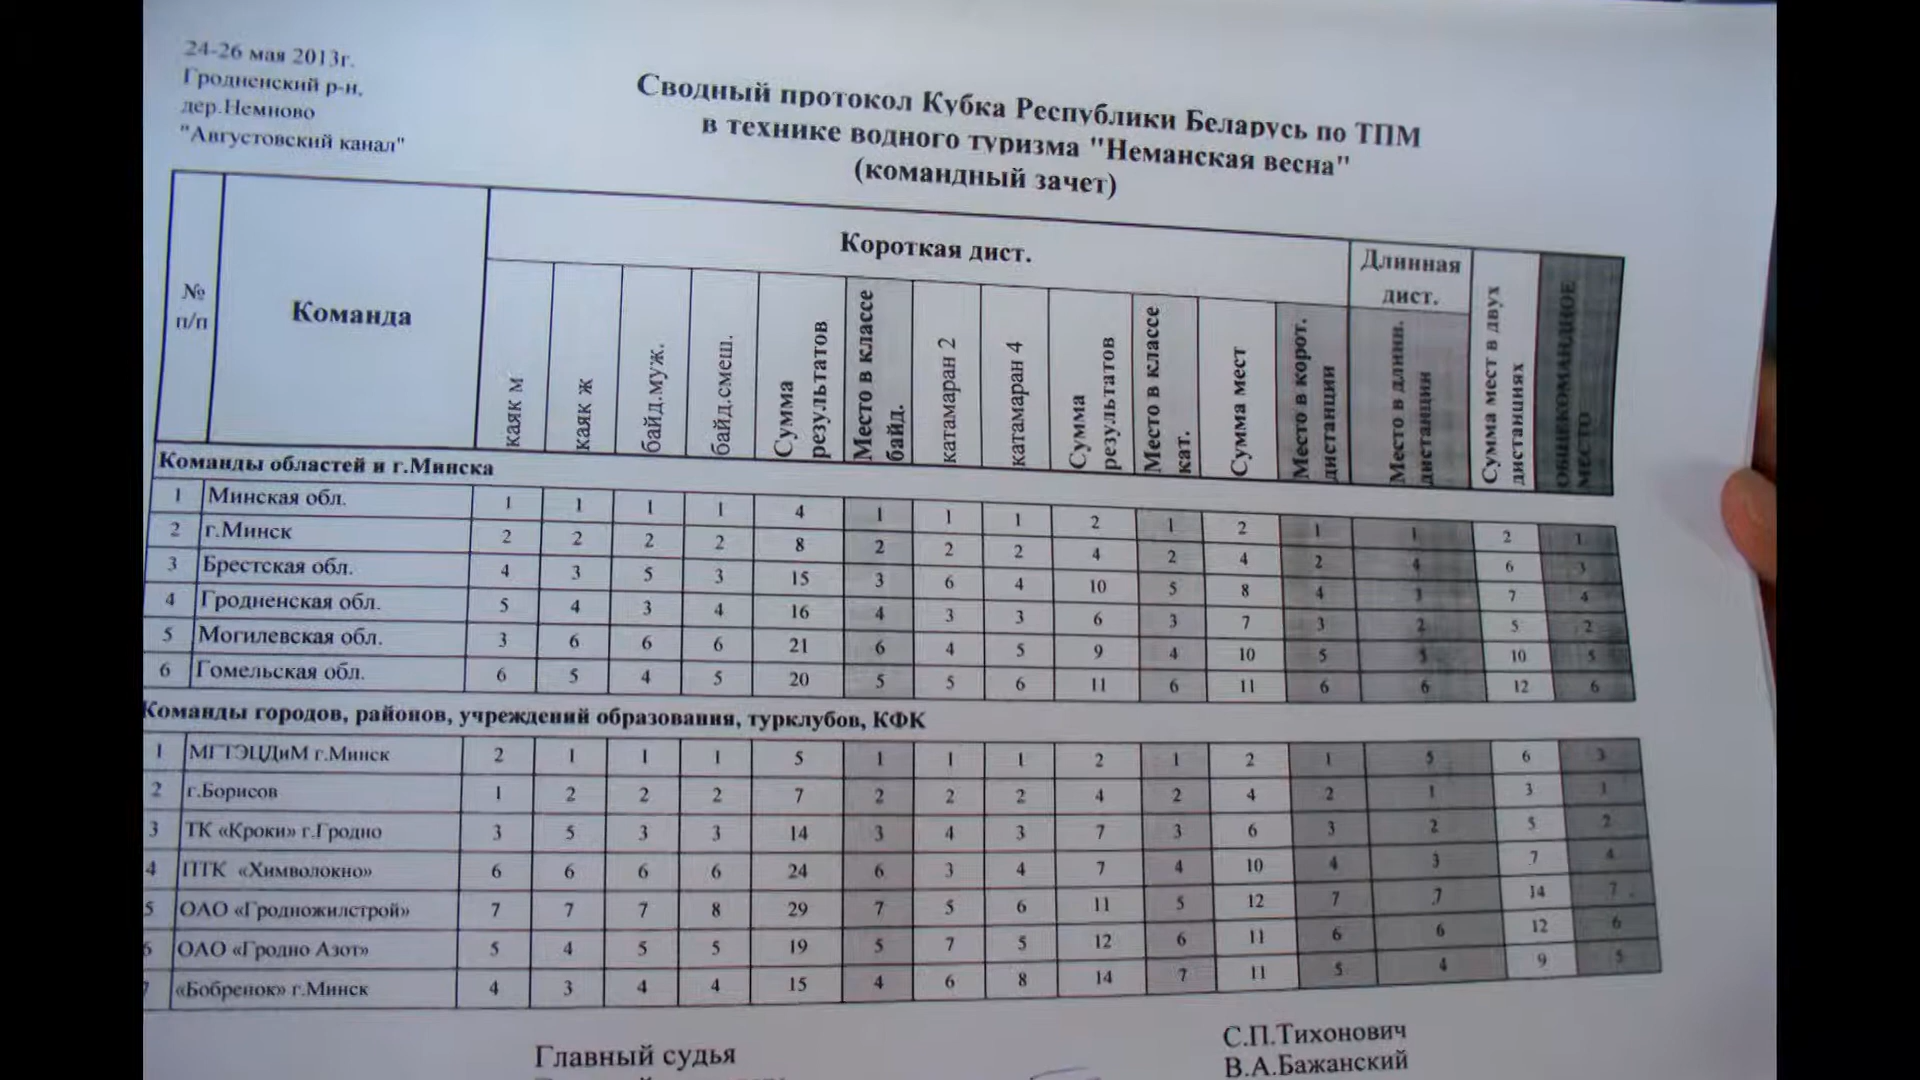 24-26 мая 2013г.
Гродненский р-н,
дер.Немново
"Августовский канал"
Сводный протокол Кубка Республики Беларусь по ТПМ
в технике водного туризма "Неманская весна"
(командный зачет)
№ п/п Команда Короткая дист. Длинная дист. Сумма мест в двух дистанциях ОБЩЕКОМАНДНОЕ МЕСТО
каяк м каяк ж байд.муж. байд.смеш. Сумма результатов Место в классе байд. катамаран 2 катамаран 4 Сумма результатов Место в классе кат. Сумма мест Место в корот. дистанции Место в длинн. дистанции
Команды областей и г.Минска
1 Минская обл. 1 1 1 1 4 1 1 1 2 1 2 1 1 2 1
2 г.Минск 2 2 2 2 8 2 2 2 4 2 4 2 4 6 3
3 Брестская обл. 4 3 5 3 15 3 6 4 10 5 8 4 3 7 4
4 Гродненская обл. 5 4 3 4 16 4 3 3 6 3 7 3 2 5 2
5 Могилевская обл. 3 6 6 6 21 6 4 5 9 4 10 5 5 10 5
6 Гомельская обл. 6 5 4 5 20 5 5 6 11 6 11 6 6 12 6
Команды городов, районов, учреждений образования, турклубов, КФК
1 МГТЭЦДиМ г.Минск 2 1 1 1 5 1 1 1 2 1 2 1 5 6 3
2 г.Борисов 1 2 2 2 7 2 2 2 4 2 4 2 1 3 1
3 ТК «Кроки» г.Гродно 3 5 3 3 14 3 4 3 7 3 6 3 2 5 2
4 ПТК «Химволокно» 6 6 6 6 24 6 3 4 7 4 10 4 3 7 4
5 ОАО «Гродножилстрой» 7 7 7 8 29 7 5 6 11 5 12 7 7 14 7
6 ОАО «Гродно Азот» 5 4 5 5 19 5 7 5 12 6 11 6 6 12 6
7 «Бобренок» г.Минск 4 3 4 4 15 4 6 8 14 7 11 5 4 9 5
Главный судья С.П.Тихонович
В.А.Бажанский